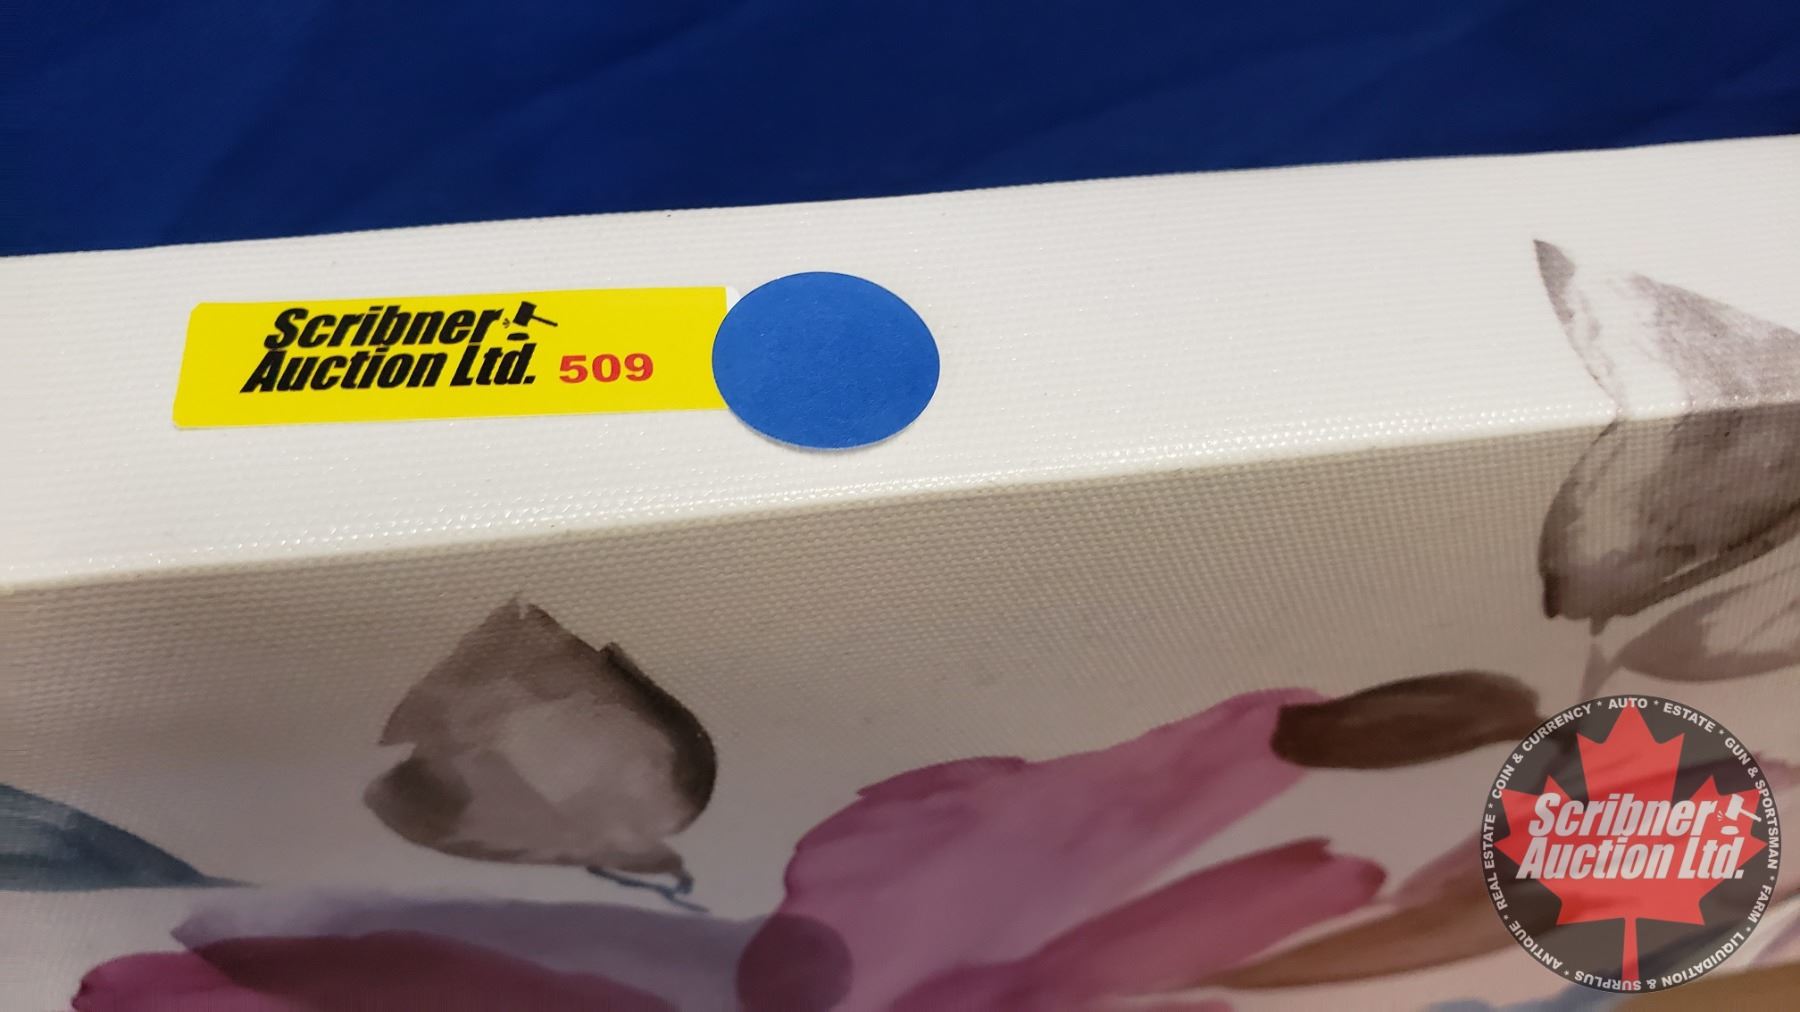 Scribner
Auction Ltd. 509
COIN & CURRENCY * AUTO * ESTATE * GUN & SPORTSMAN * FARM * LIQUIDATION & SURPLUS * ANTIQUE * REAL ESTATE *
Scribner
Auction Ltd.